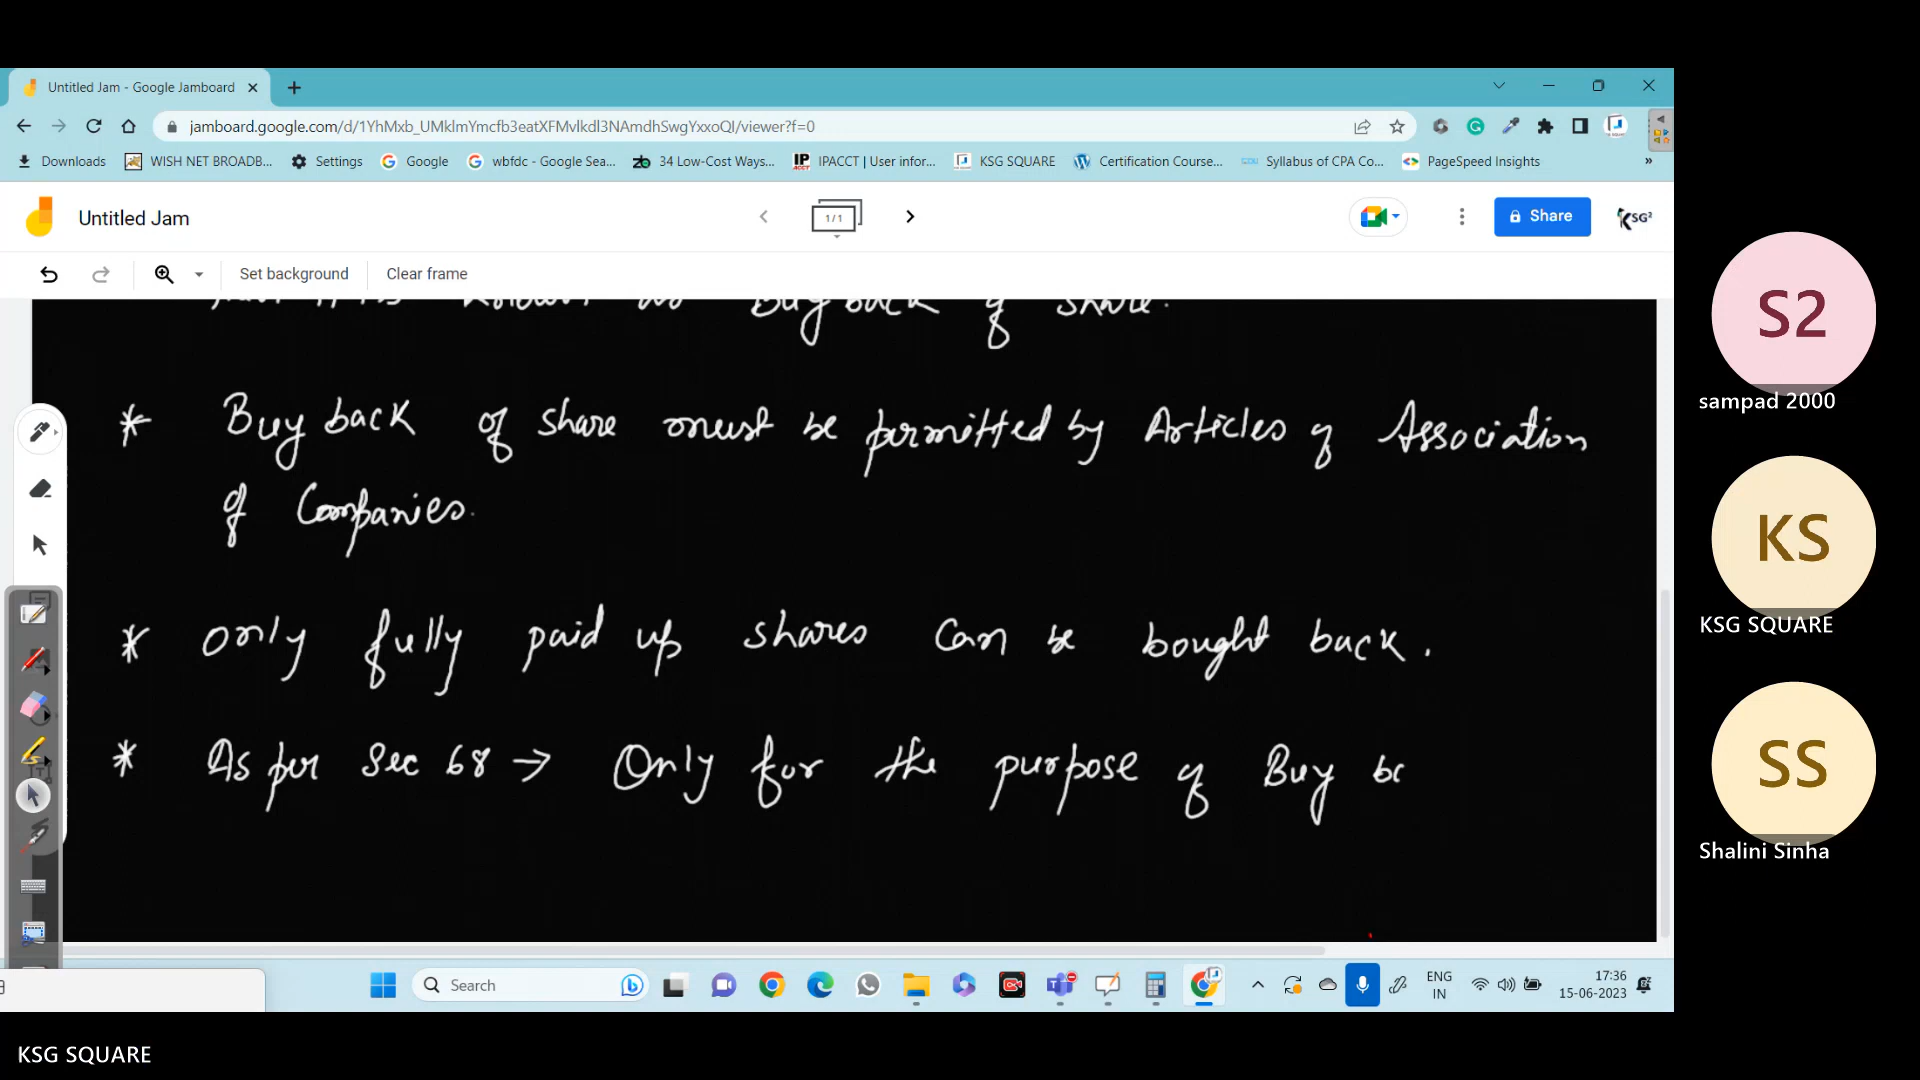 Untitled Jam - Google Jamboard
jamboard.google.com/d/1YhMxb_UMklmYmcfb3eatXFMvlkdl3NAmdhSwgYxxoQI/viewer?f=0
Downloads WISH NET BROADB... Settings Google wbfdc - Google Sea... 34 Low-Cost Ways... IPACCT | User infor... KSG SQUARE Certification Course... Syllabus of CPA Co... PageSpeed Insights »
Untitled Jam 1 / 1 Share KSG²
Set background Clear frame
known as Buy back of share.
* Buy back of share must be permitted by Articles of Association
of Companies.
* only fully paid up shares can be bought back.
* As per Sec 68 → Only for the purpose of Buy
S2
sampad 2000
KS
KSG SQUARE
SS
Shalini Sinha
Search
ENG
IN
17:36
15-06-2023
KSG SQUARE